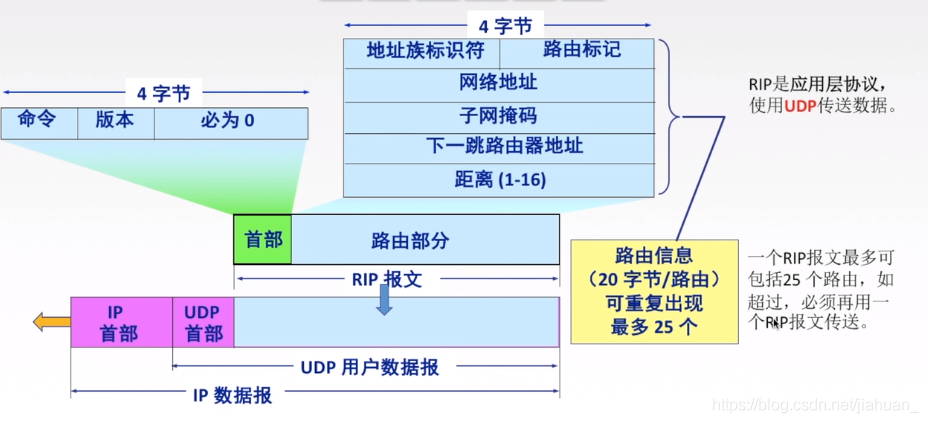 4 字节
地址族标识符 路由标记
网络地址
子网掩码
下一跳路由器地址
距离 (1-16)
4 字节
命令 版本 必为 0
RIP是应用层协议，
使用UDP传送数据。
首部 路由部分
RIP 报文
路由信息
（20 字节/路由）
可重复出现
最多 25 个
一个RIP报文最多可
包括25 个路由，如
超过，必须再用一
个RIP报文传送。
IP
首部
UDP
首部
UDP 用户数据报
IP 数据报
https://blog.csdn.net/jiahuan_